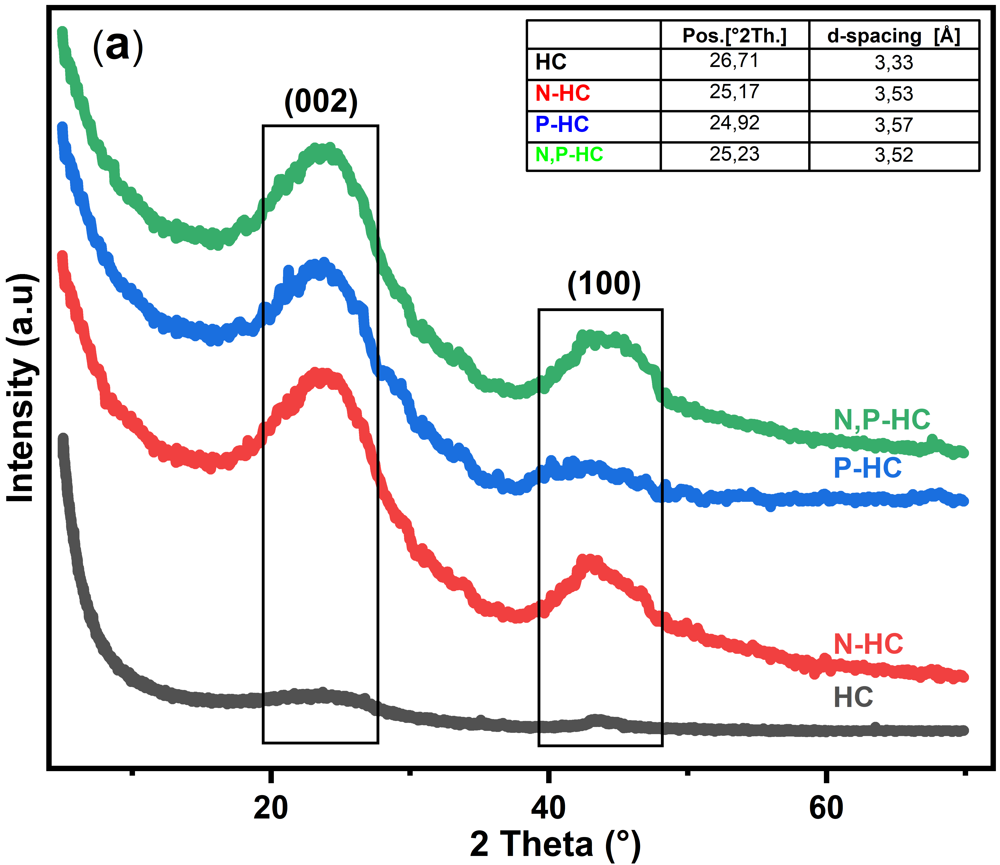 (a)
Pos.[°2Th.] d-spacing [Å]
HC 26,71 3,33
N-HC 25,17 3,53
P-HC 24,92 3,57
N,P-HC 25,23 3,52
(002)
(100)
Intensity (a.u)
N,P-HC
P-HC
N-HC
HC
20 40 60
2 Theta (°)